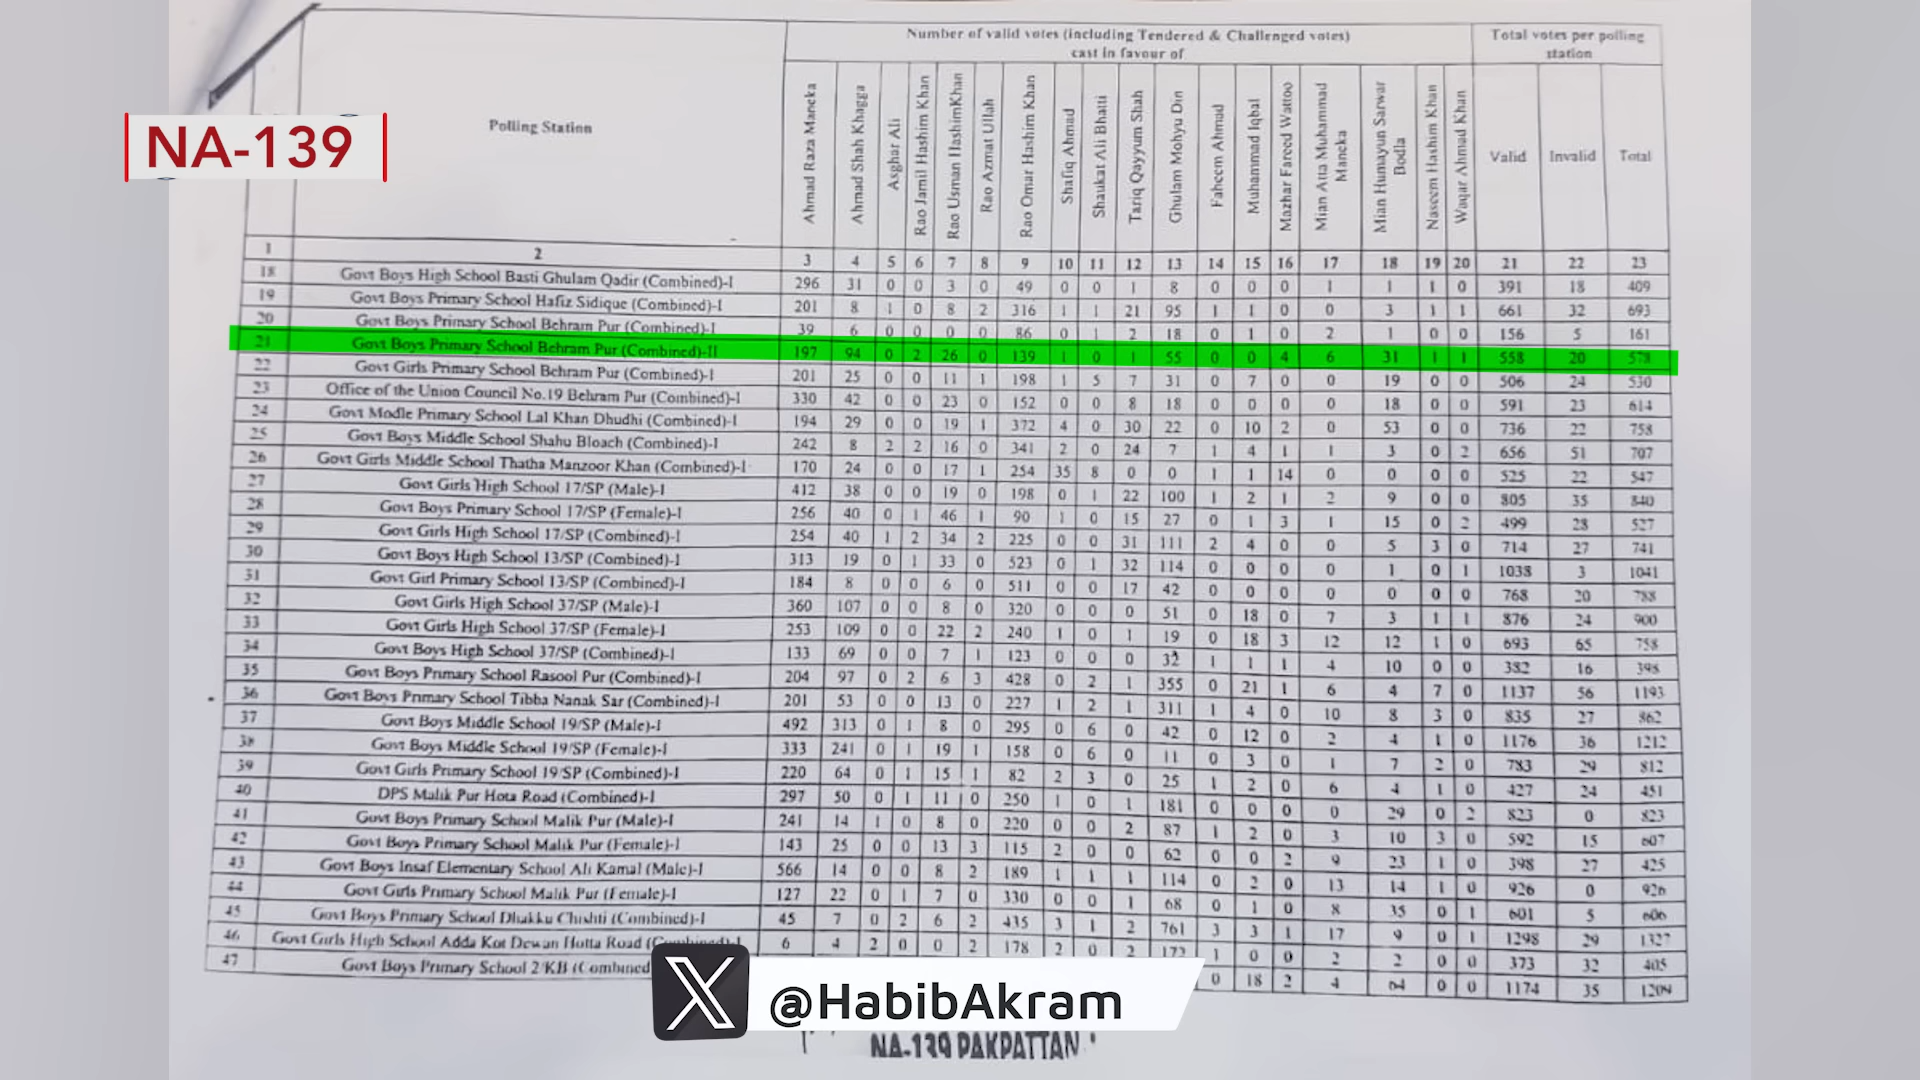 Number of valid votes (including Tendered & Challenged votes)
cast in favour of
Total votes per polling
station
NA-139
Polling Station
Ahmad Raza Maneka
Ahmad Shah Khagga
Asghar Ali
Rao Jamil Hashim Khan
Rao Usman HashimKhan
Rao Azmat Ullah
Rao Omar Hashim Khan
Shafiq Ahmad
Shaukat Ali Bhatti
Tariq Qayyum Shah
Ghulam Mohyu Din
Faheem Ahmad
Muhammad Iqbal
Mazhar Fareed Wattoo
Mian Atta Muhammad
Maneka
Mian Humayun Sarwar
Bodla
Naseem Hashim Khan
Waqar Ahmad Khan
Valid
Invalid
Total
1 2 3 4 5 6 7 8 9 10 11 12 13 14 15 16 17 18 19 20 21 22 23
18 Govt Boys High School Basti Ghulam Qadir (Combined)-I 296 31 0 0 3 0 49 0 0 1 8 0 0 0 1 1 1 0 391 18 409
19 Govt Boys Primary School Hafiz Sidique (Combined)-I 201 8 1 0 8 2 316 1 1 21 95 1 1 0 0 3 1 1 661 32 693
20 Govt Boys Primary School Behram Pur (Combined)-I 39 6 0 0 0 0 86 0 1 2 18 0 1 0 2 1 0 0 156 5 161
21 Govt Boys Primary School Behram Pur (Combined)-II 197 94 0 2 26 0 139 1 0 1 55 0 0 4 6 31 1 1 558 20 578
22 Govt Girls Primary School Behram Pur (Combined)-I 201 25 0 0 11 1 198 1 5 7 31 0 7 0 0 19 0 0 506 24 530
23 Office of the Union Council No.19 Behram Pur (Combined)-I 330 42 0 0 23 0 152 0 0 8 18 0 0 0 0 18 0 0 591 23 614
24 Govt Modle Primary School Lal Khan Dhudhi (Combined)-I 194 29 0 0 19 1 372 4 0 30 22 0 10 2 0 53 0 0 736 22 758
25 Govt Boys Middle School Shahu Bloach (Combined)-I 242 8 2 2 16 0 341 2 0 24 7 1 4 1 1 3 0 2 656 51 707
26 Govt Girls Middle School Thatha Manzoor Khan (Combined)-I 170 24 0 0 17 1 254 35 8 0 0 1 1 14 0 0 0 0 525 22 547
27 Govt Girls High School 17/SP (Male)-I 412 38 0 0 19 0 198 0 1 22 100 1 2 1 2 9 0 0 805 35 840
28 Govt Boys Primary School 17/SP (Female)-I 256 40 0 1 46 1 90 1 0 15 27 0 1 3 1 15 0 2 499 28 527
29 Govt Girls High School 17/SP (Combined)-I 254 40 1 2 34 2 225 0 0 31 111 2 4 0 0 5 3 0 714 27 741
30 Govt Boys High School 13/SP (Combined)-I 313 19 0 1 33 0 523 0 1 32 114 0 0 0 0 1 0 1 1038 3 1041
31 Govt Girl Primary School 13/SP (Combined)-I 184 8 0 0 6 0 511 0 0 17 42 0 0 0 0 0 0 0 768 20 788
32 Govt Girls High School 37/SP (Male)-I 360 107 0 0 8 0 320 0 0 0 51 0 18 0 7 3 1 1 876 24 900
33 Govt Girls High School 37/SP (Female)-I 253 109 0 0 22 2 240 1 0 1 19 0 18 3 12 12 1 0 693 65 758
34 Govt Boys High School 37/SP (Combined)-I 133 69 0 0 7 1 123 0 0 0 32 1 1 1 4 10 0 0 382 16 398
35 Govt Boys Primary School Rasool Pur (Combined)-I 204 97 0 2 6 3 428 0 2 1 355 0 21 1 6 4 7 0 1137 56 1193
36 Govt Boys Primary School Tibba Nanak Sar (Combined)-I 201 53 0 0 13 0 227 1 2 1 311 1 4 0 10 8 3 0 835 27 862
37 Govt Boys Middle School 19/SP (Male)-I 492 313 0 1 8 0 295 0 6 0 42 0 12 0 2 4 1 0 1176 36 1212
38 Govt Boys Middle School 19/SP (Female)-I 333 241 0 1 19 1 158 0 6 0 11 0 3 0 1 7 2 0 783 29 812
39 Govt Girls Primary School 19/SP (Combined)-I 220 64 0 1 15 1 82 2 3 0 25 1 2 0 6 4 1 0 427 24 451
40 DPS Malik Pur Hota Road (Combined)-I 297 50 0 1 11 0 250 1 0 1 181 0 0 0 0 29 0 2 823 0 823
41 Govt Boys Primary School Malik Pur (Male)-I 241 14 1 0 8 0 220 0 0 2 87 1 2 0 3 10 3 0 592 15 607
42 Govt Boys Primary School Malik Pur (Female)-I 143 25 0 0 13 3 115 2 0 0 62 0 0 2 9 23 1 0 398 27 425
43 Govt Boys Insaf Elementary School Ali Kamal (Male)-I 566 14 0 0 8 2 189 1 1 1 114 0 2 0 13 14 1 0 926 0 926
44 Govt Girls Primary School Malik Pur (Female)-I 127 22 0 1 7 0 330 0 0 1 68 0 1 0 8 35 0 1 601 5 606
45 Govt Boys Primary School Dhakku Chishti (Combined)-I 45 7 0 2 6 2 435 3 1 2 761 3 3 1 17 9 0 1 1298 29 1327
46 Govt Girls High School Adda Kot Dewan Hotta Road (Combined)-I 6 4 2 0 0 2 178 2 0 2 172 1 0 0 2 2 0 0 373 32 405
47 Govt Boys Primary School 2/KB (Combined 0 18 2 4 0 0 1174 35 1209
@HabibAkram
NA-139 PAKPATTAN